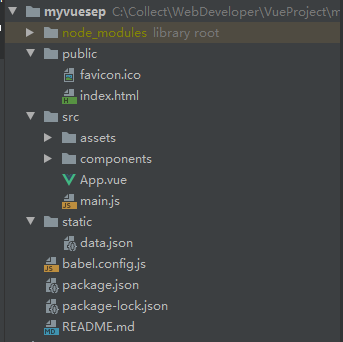 myvuesep C:\Collect\WebDeveloper\VueProject\m
node_modules library root
public
favicon.ico
index.html
src
assets
components
App.vue
main.js
static
data.json
babel.config.js
package.json
package-lock.json
README.md